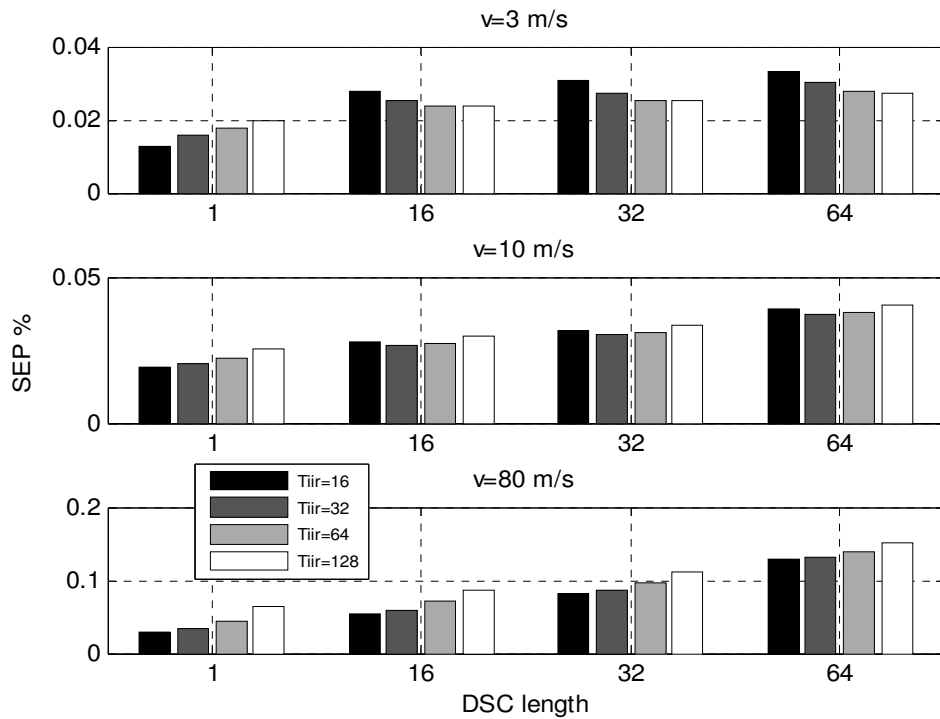 v=3 m/s
0.04
0.02
0
1 16 32 64
v=10 m/s
0.05
0
1 16 32 64
SEP %
v=80 m/s
0.2
0.1
0
Tiir=16
Tiir=32
Tiir=64
Tiir=128
1 16 32 64
DSC length